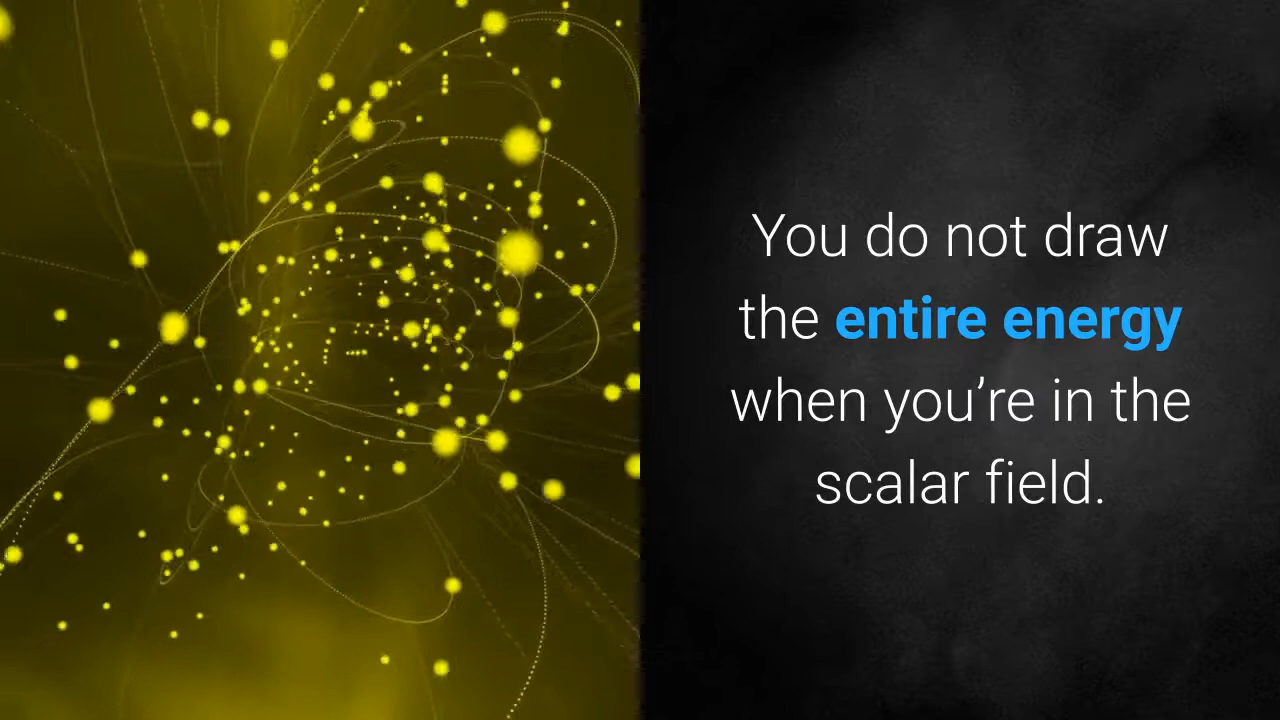 You do not draw
the entire energy
when you’re in the
scalar field.